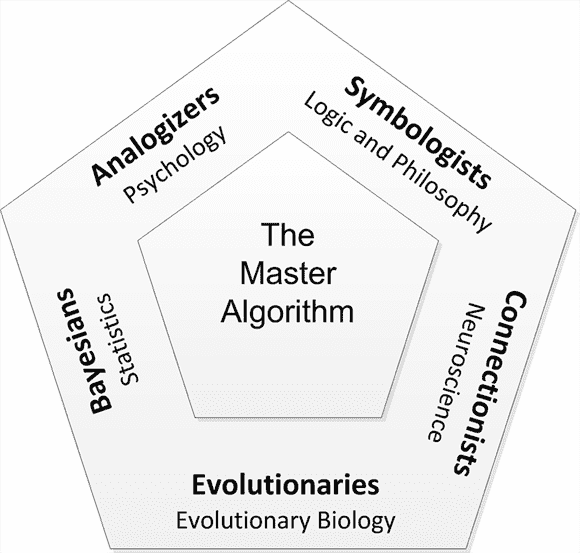 Analogizers
Psychology
Symbologists
Logic and Philosophy
The
Master
Algorithm
Bayesians
Statistics
Connectionists
Neuroscience
Evolutionaries
Evolutionary Biology